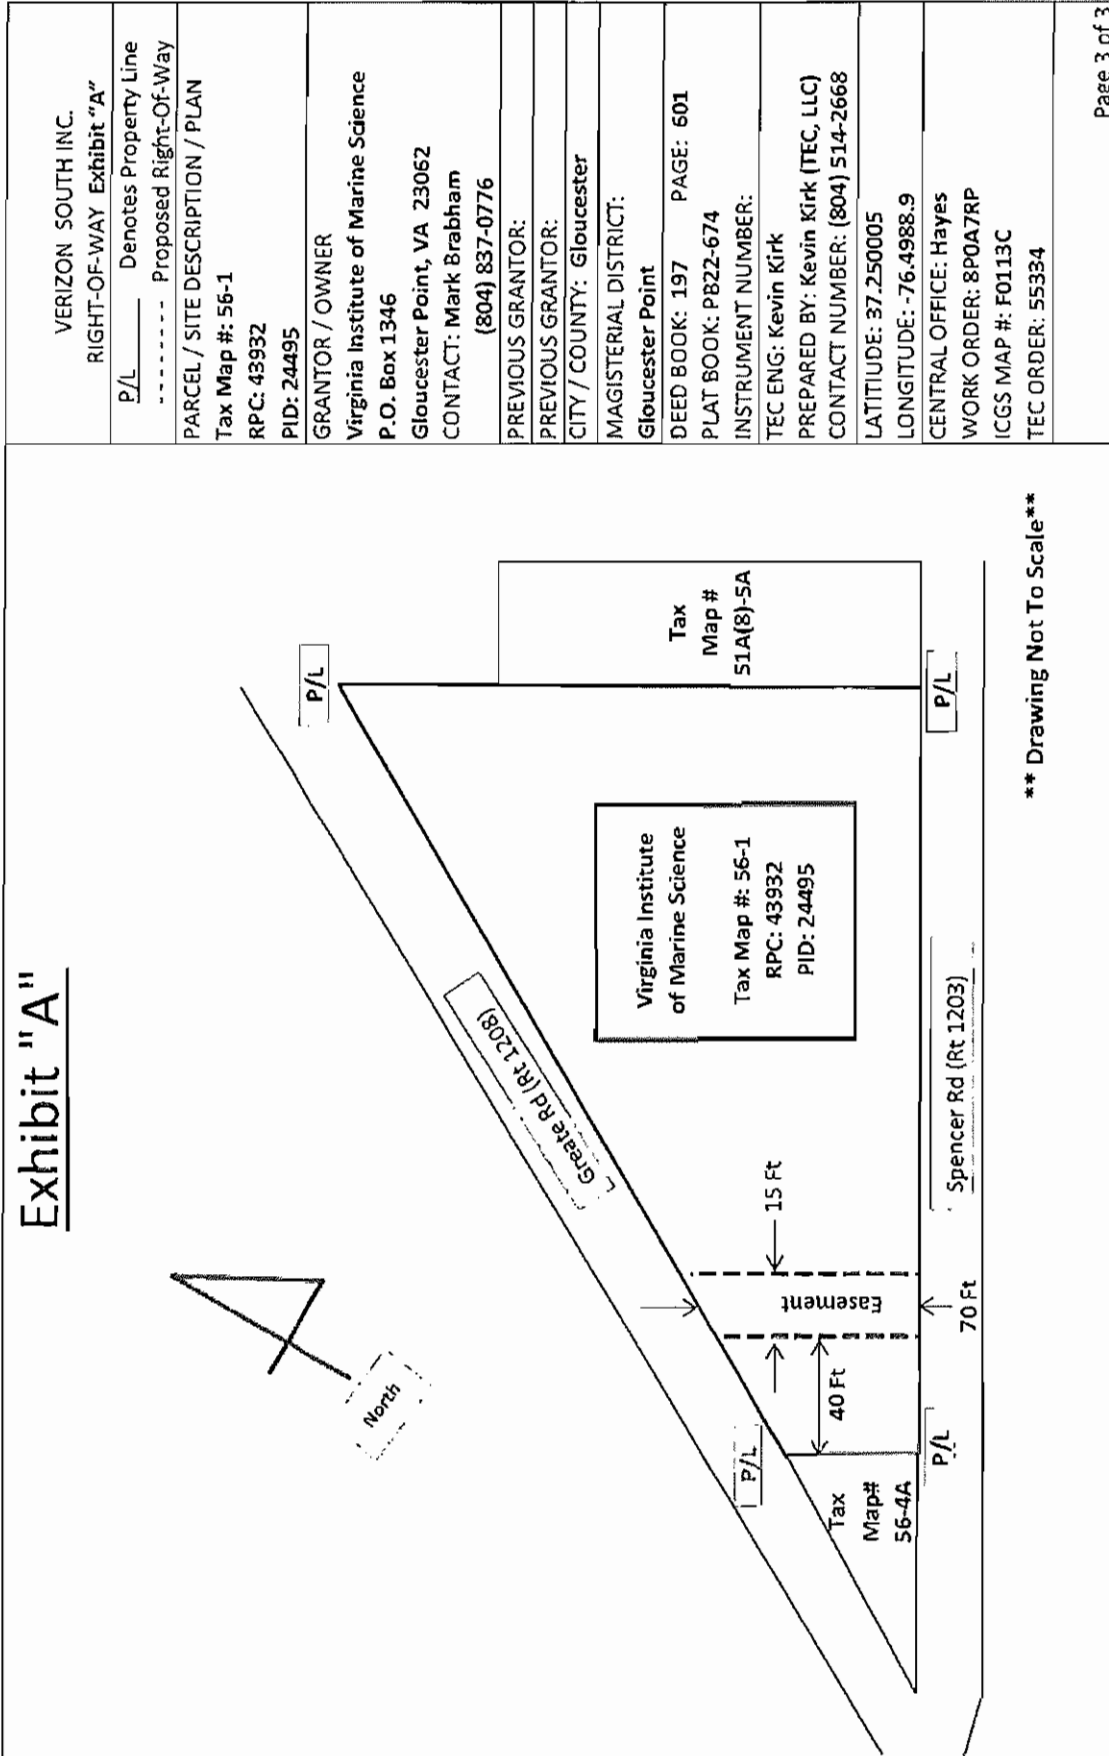 Exhibit "A"
North
Greate Rd (Rt 1208)
P/L
Virginia Institute
of Marine Science
Tax Map #: 56-1
RPC: 43932
PID: 24495
Tax
Map #
51A(8)-5A
P/L
Tax
Map#
56-4A
P/L
P/L
40 Ft
Easement
15 Ft
70 Ft
Spencer Rd (Rt 1203)
** Drawing Not To Scale**
VERIZON SOUTH INC.
RIGHT-OF-WAY Exhibit "A"
P/L Denotes Property Line
-------- Proposed Right-Of-Way
PARCEL / SITE DESCRIPTION / PLAN
Tax Map #: 56-1
RPC: 43932
PID: 24495
GRANTOR / OWNER
Virginia Institute of Marine Science
P.O. Box 1346
Gloucester Point, VA 23062
CONTACT: Mark Brabham
(804) 837-0776
PREVIOUS GRANTOR:
PREVIOUS GRANTOR:
CITY / COUNTY: Gloucester
MAGISTERIAL DISTRICT:
Gloucester Point
DEED BOOK: 197 PAGE: 601
PLAT BOOK: PB22-674
INSTRUMENT NUMBER:
TEC ENG: Kevin Kirk
PREPARED BY: Kevin Kirk (TEC, LLC)
CONTACT NUMBER: (804) 514-2668
LATITIUDE: 37.250005
LONGITUDE: -76.4988.9
CENTRAL OFFICE: Hayes
WORK ORDER: 8P0A7RP
ICGS MAP #: F0113C
TEC ORDER: 55334
Page 3 of 3